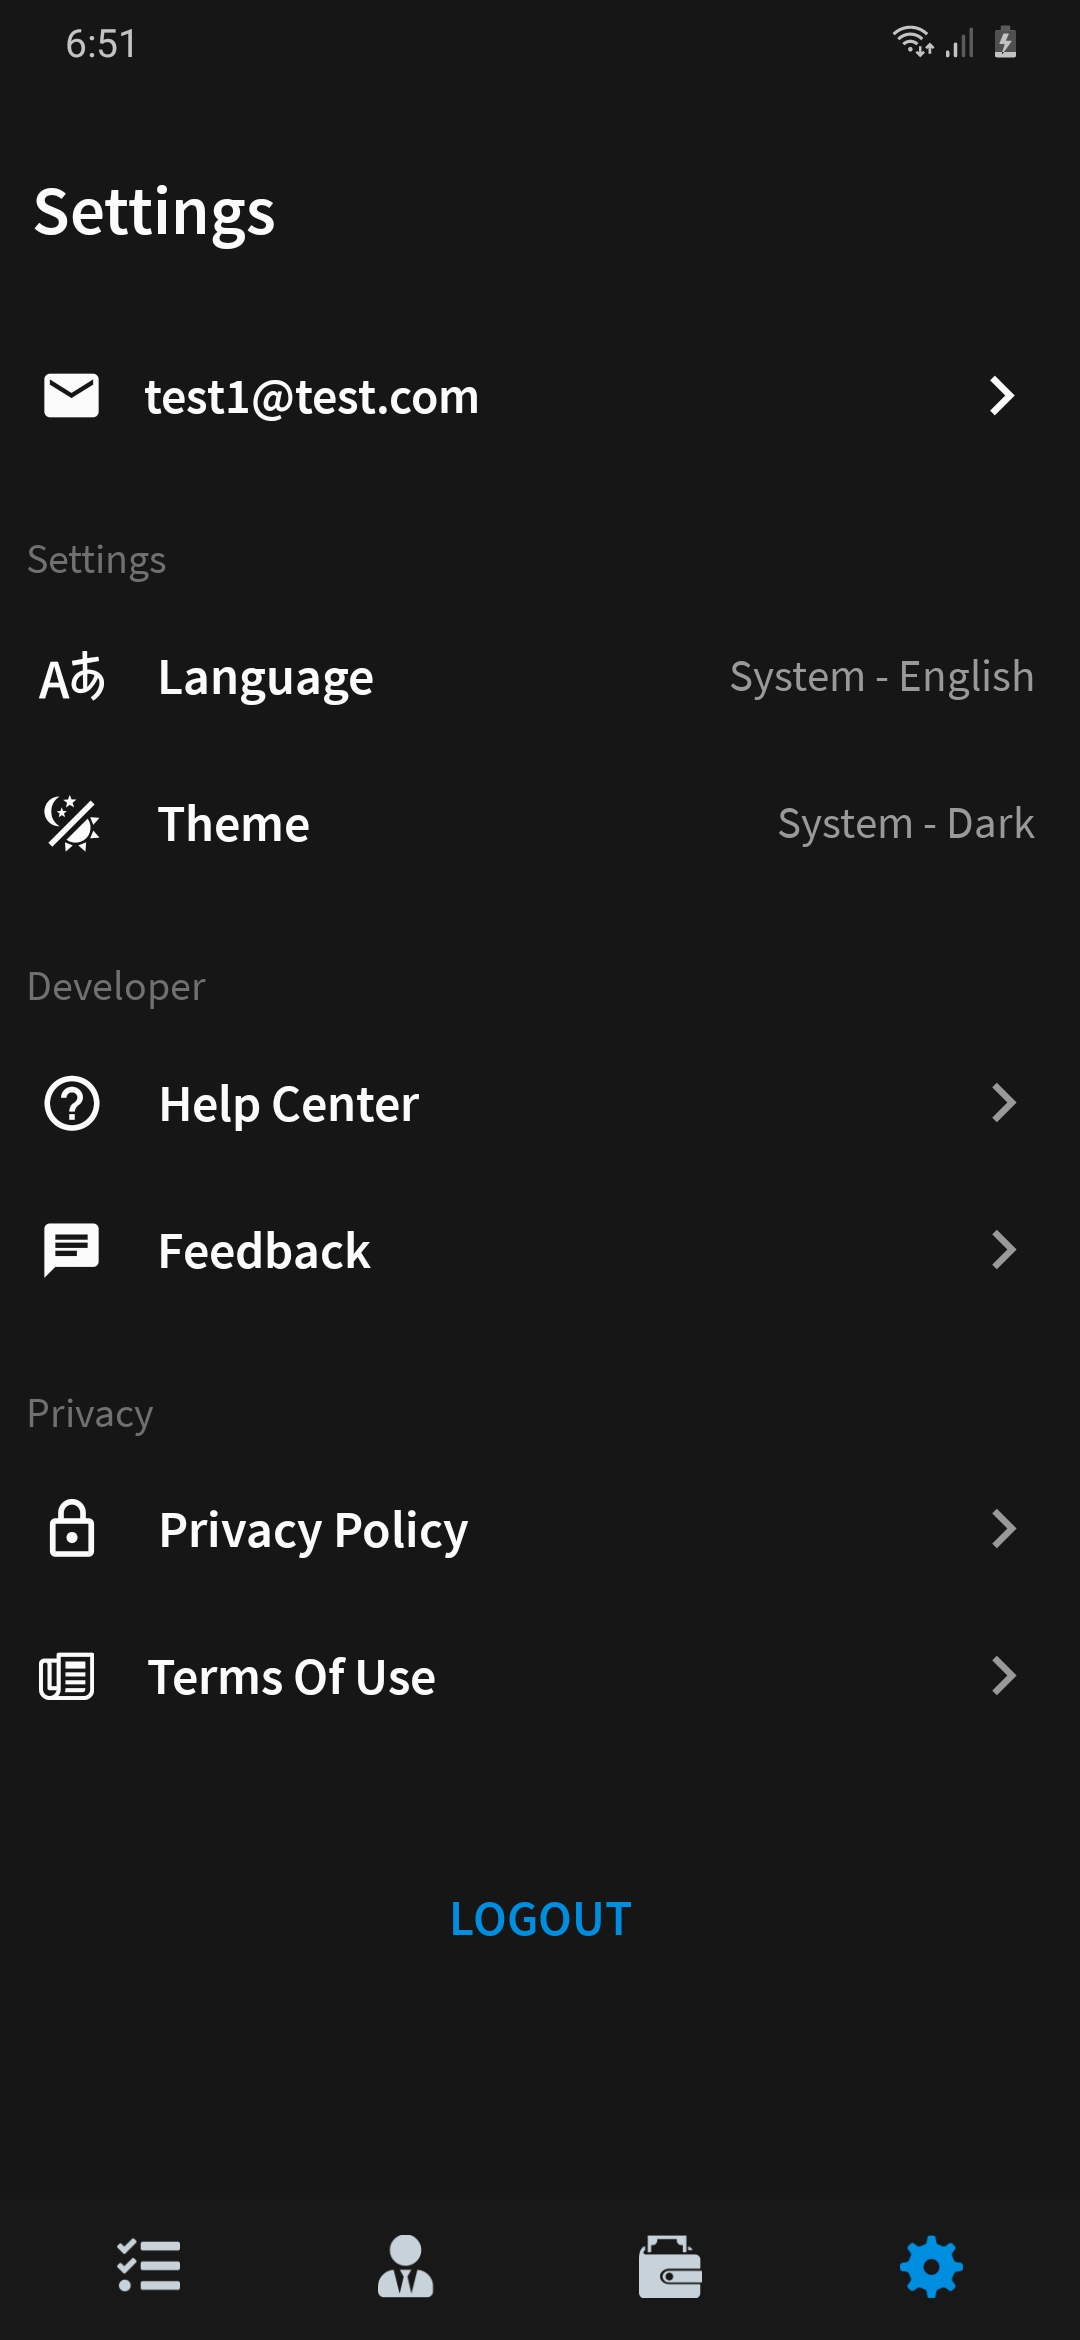 6:51
Settings
test1@test.com
Settings
Aあ Language System - English
Theme System - Dark
Developer
Help Center
Feedback
Privacy
Privacy Policy
Terms Of Use
LOGOUT